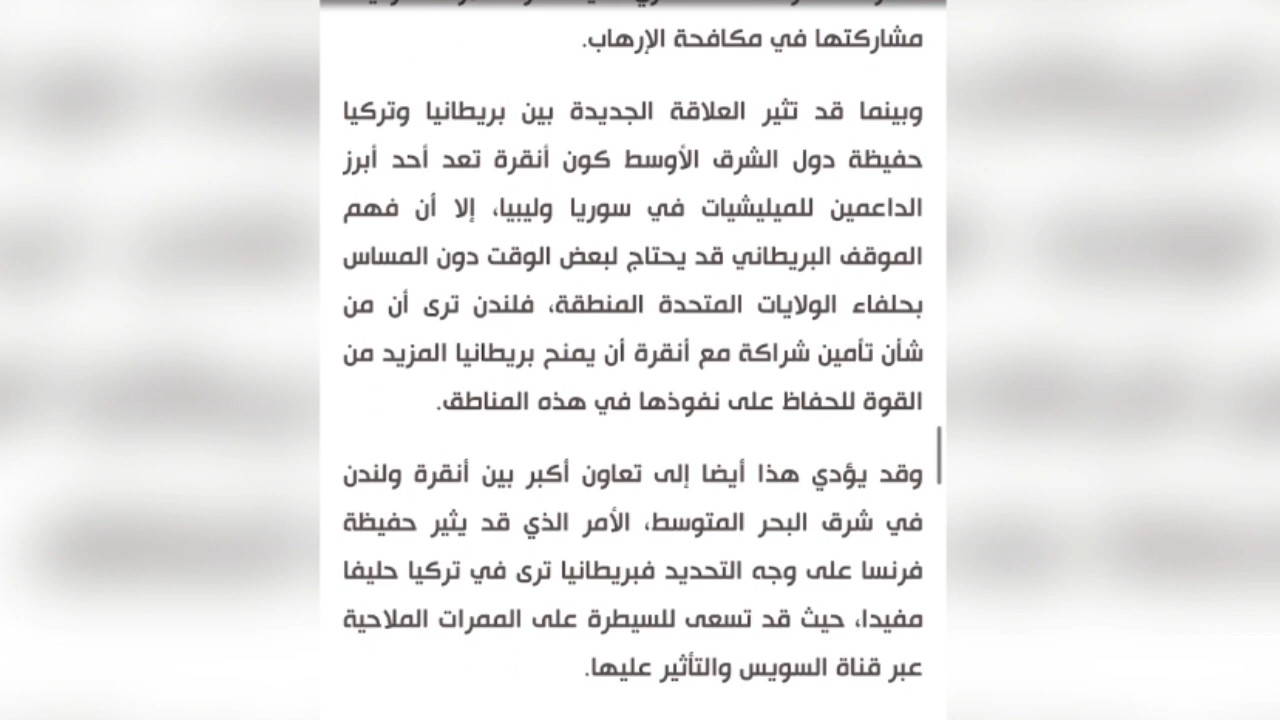 مشاركتها في مكافحة الإرهاب.
وبينما قد تثير العلاقة الجديدة بين بريطانيا وتركيا
حفيظة دول الشرق الأوسط كون أنقرة تعد أحد أبرز
الداعمين للميليشيات في سوريا وليبيا، إلا أن فهم
الموقف البريطاني قد يحتاج لبعض الوقت دون المساس
بحلفاء الولايات المتحدة المنطقة، فلندن ترى أن من
شأن تأمين شراكة مع أنقرة أن يمنح بريطانيا المزيد من
القوة للحفاظ على نفوذها في هذه المناطق.
وقد يؤدي هذا أيضا إلى تعاون أكبر بين أنقرة ولندن
في شرق البحر المتوسط، الأمر الذي قد يثير حفيظة
فرنسا على وجه التحديد فبريطانيا ترى في تركيا حليفا
مفيدا، حيث قد تسعى للسيطرة على الممرات الملاحية
عبر قناة السويس والتأثير عليها.